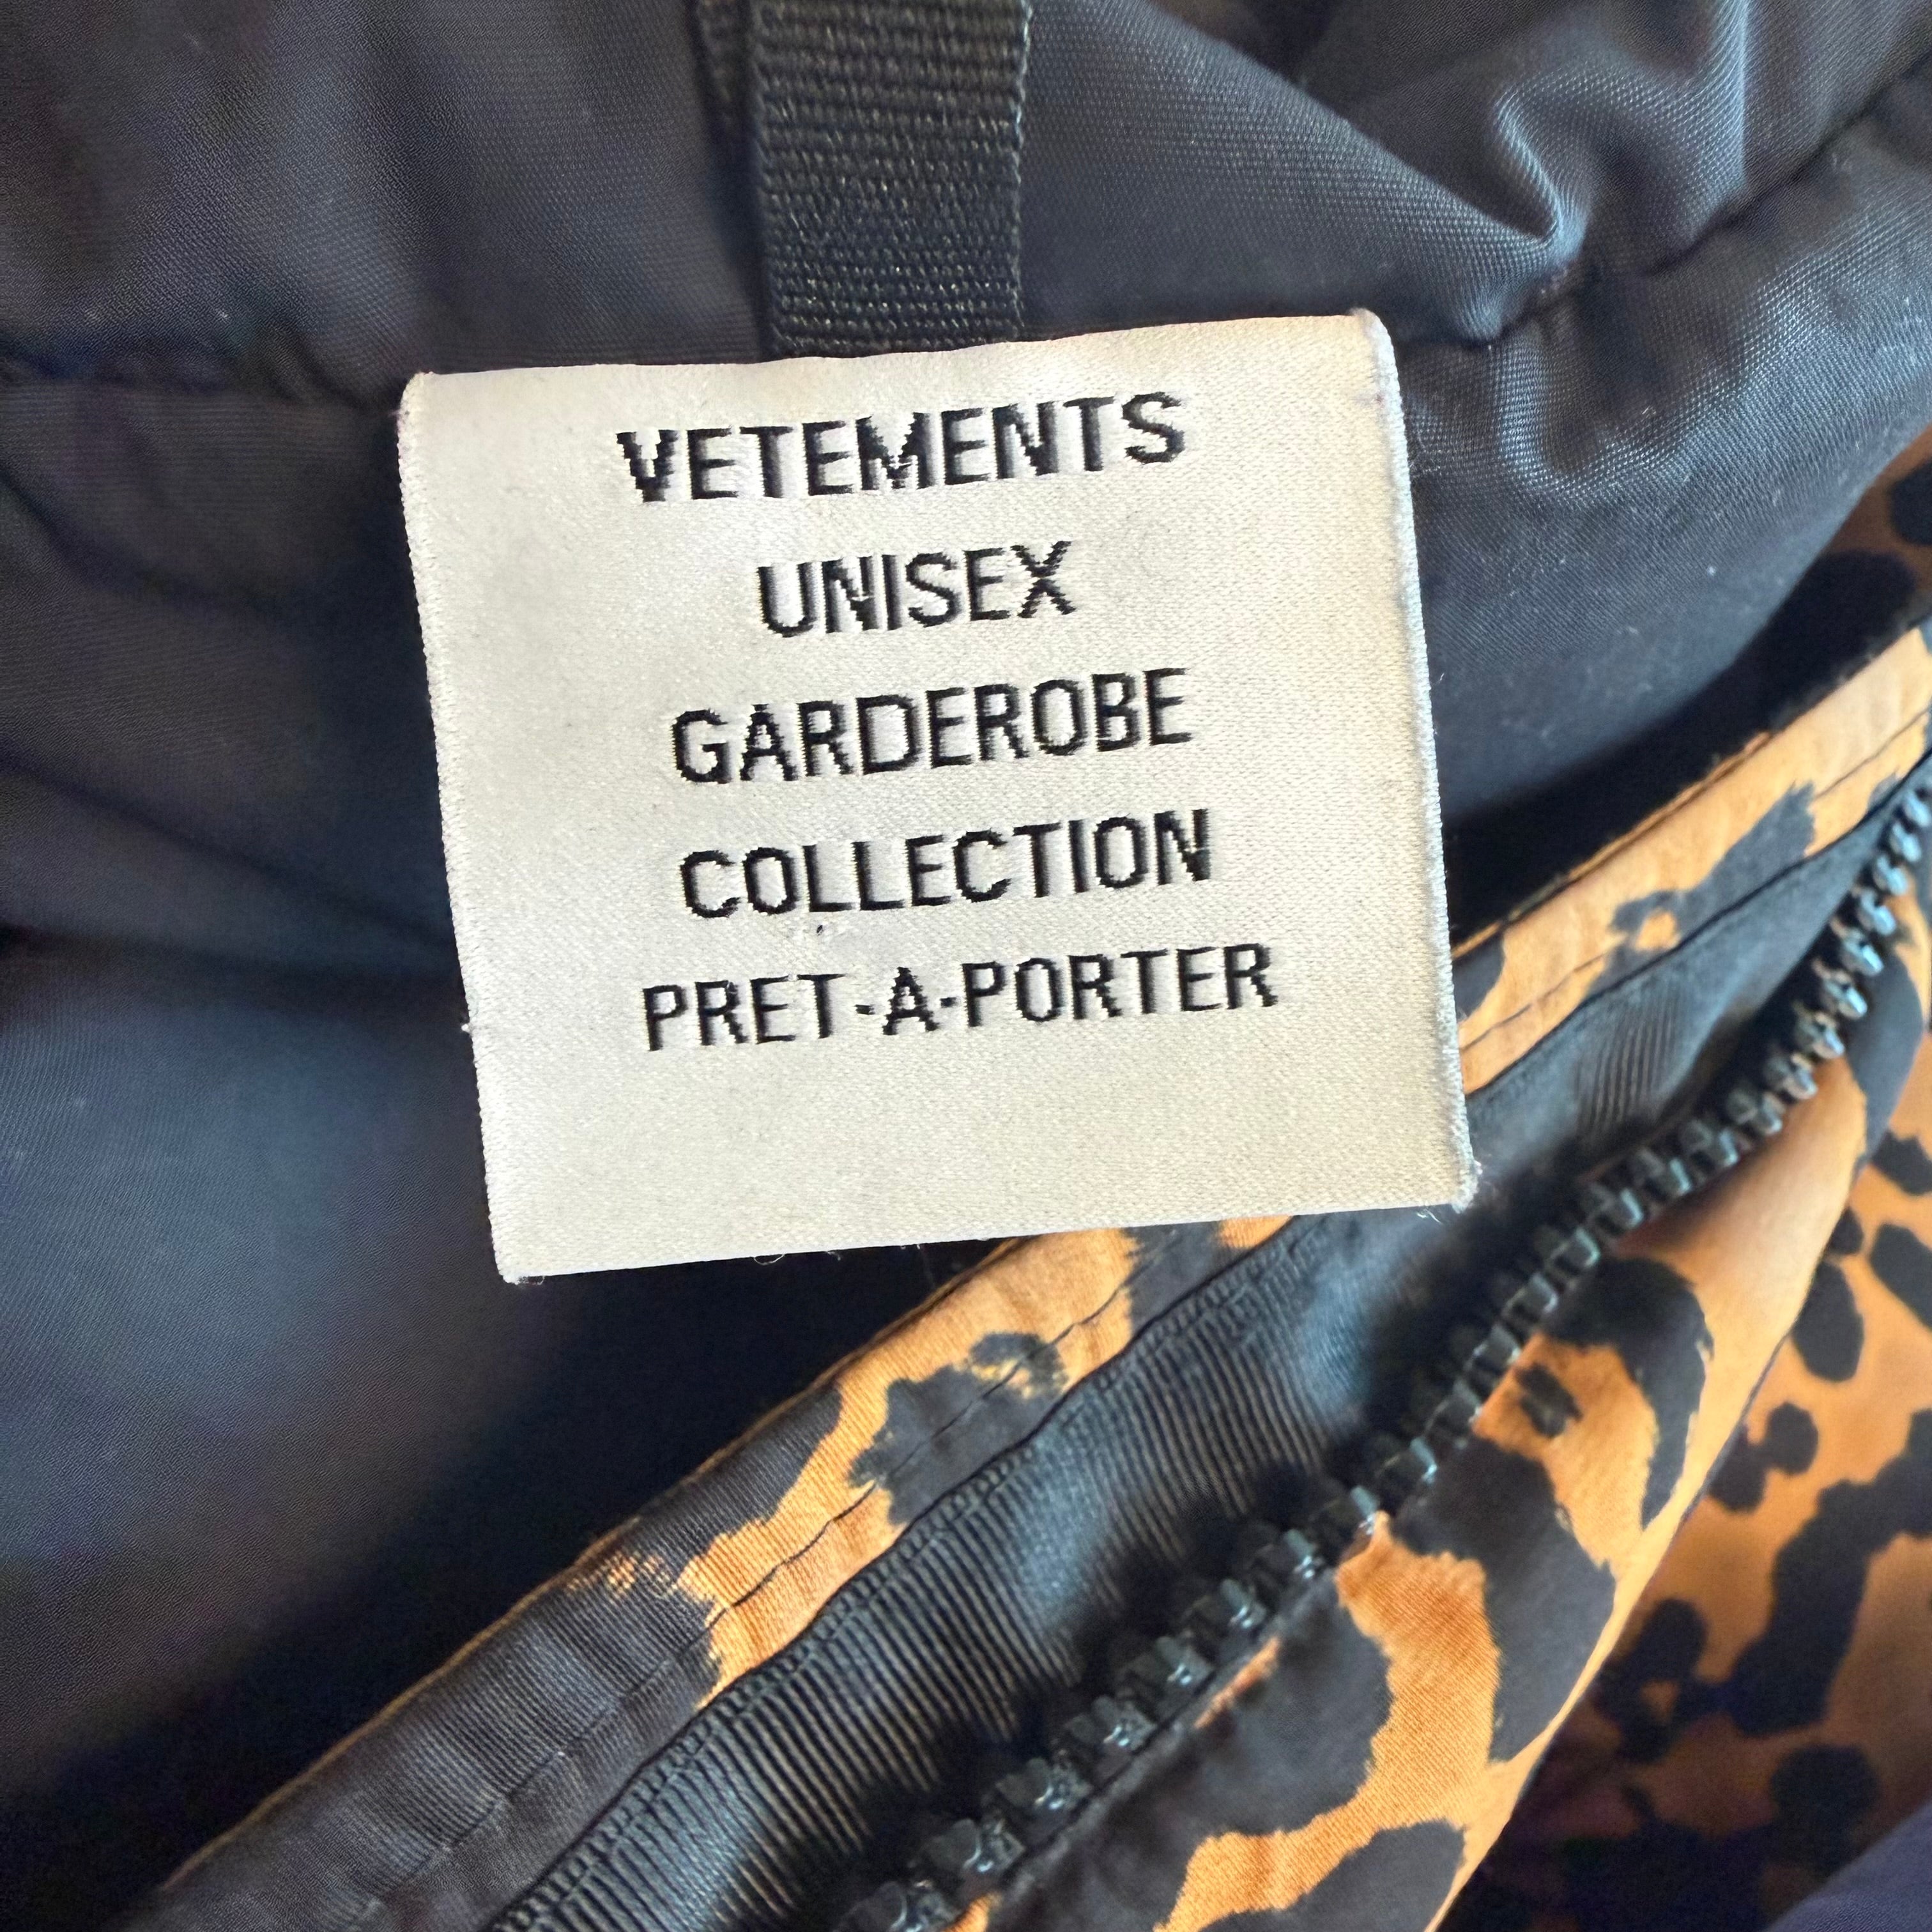 VETEMENTS
UNISEX
GARDEROBE
COLLECTION
PRET-A-PORTER